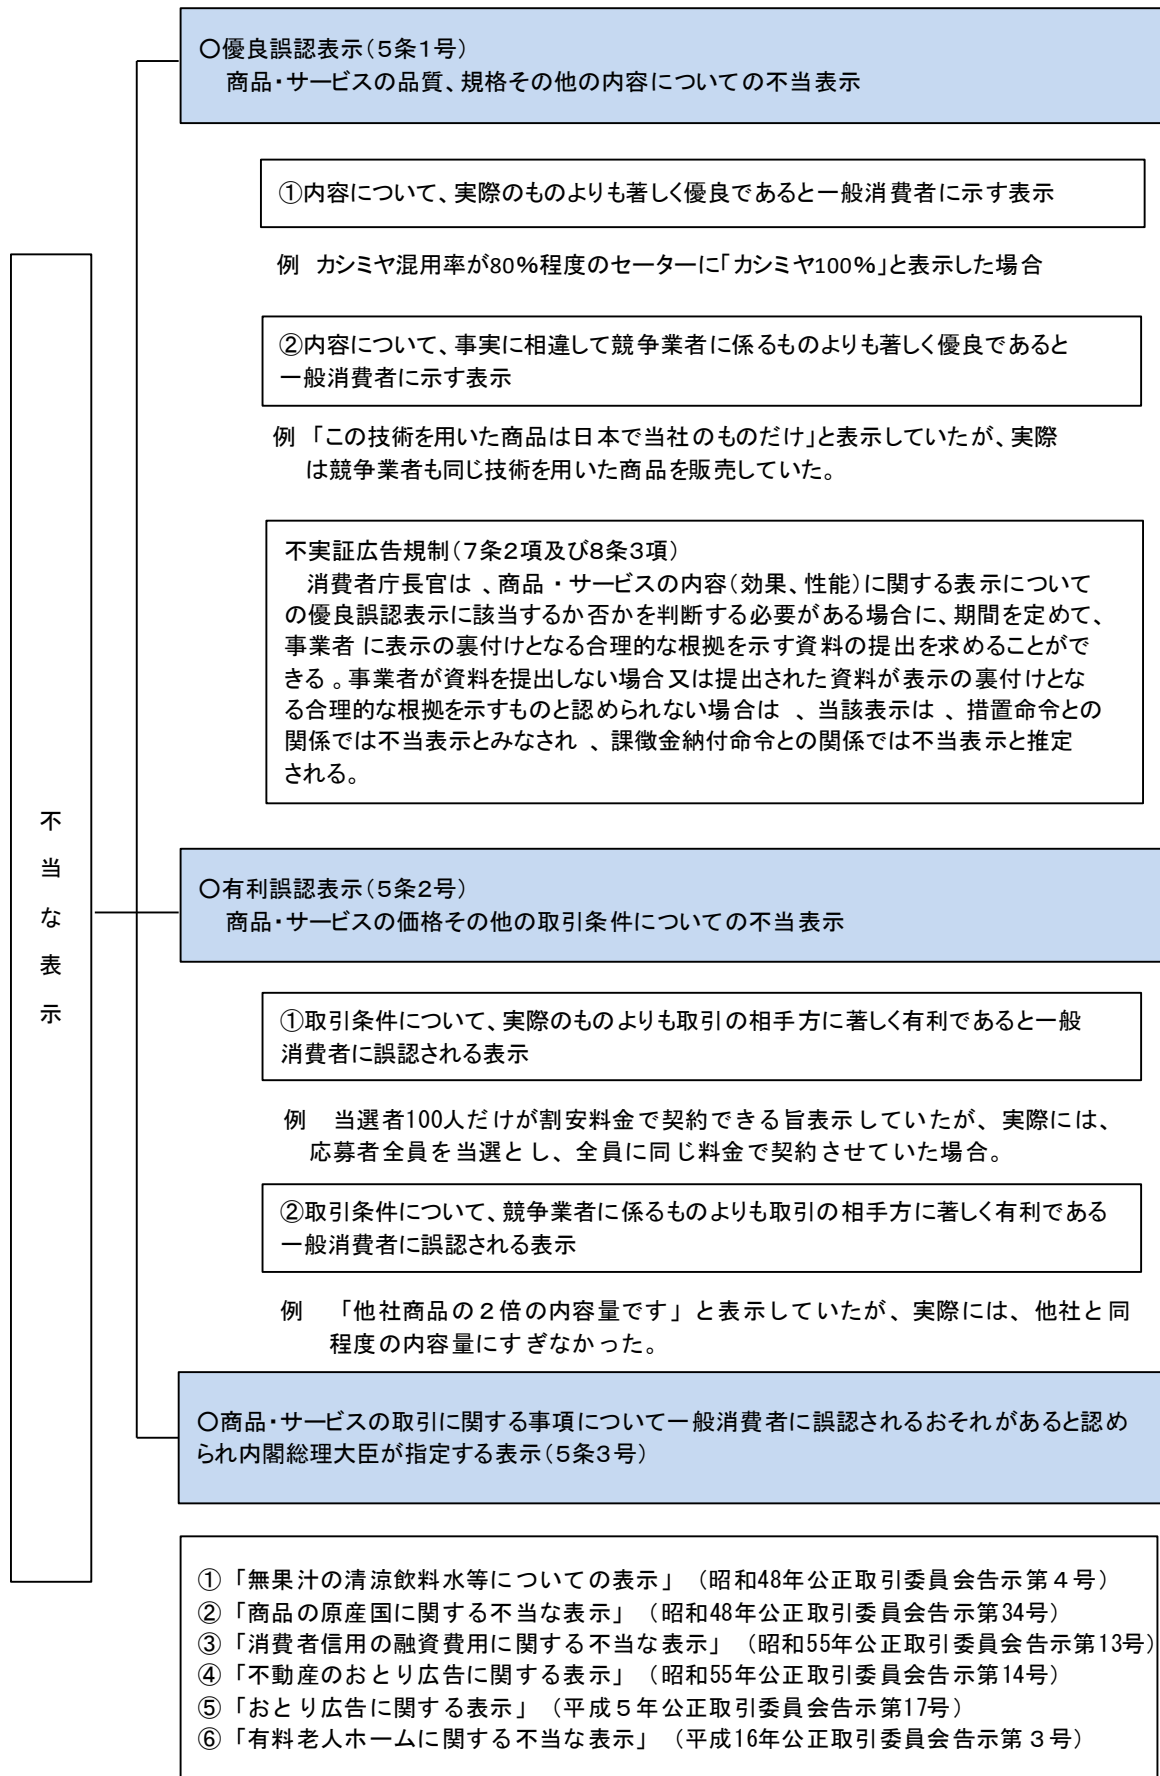 不当な表示
○優良誤認表示(5条1号)
商品・サービスの品質、規格その他の内容についての不当表示
①内容について、実際のものよりも著しく優良であると一般消費者に示す表示
例 カシミヤ混用率が80%程度のセーターに「カシミヤ100%」と表示した場合
②内容について、事実に相違して競争業者に係るものよりも著しく優良であると
一般消費者に示す表示
例 「この技術を用いた商品は日本で当社のものだけ」と表示していたが、実際
は競争業者も同じ技術を用いた商品を販売していた。
不実証広告規制(7条2項及び8条3項)
消費者庁長官は 、商品 ・サービスの内容(効果、性能)に関する表示について
の優良誤認表示に該当するか否かを判断する必要がある場合に、期間を定めて、
事業者 に表示の裏付けとなる合理的な根拠を示す資料の提出を求めることがで
きる 。事業者が資料を提出しない場合又は提出された資料が表示の裏付けとな
る合理的な根拠を示すものと認められない場合は 、当該表示は 、措置命令との
関係では不当表示とみなされ 、課徴金納付命令との関係では不当表示と推定
される。
○有利誤認表示(5条2号)
商品・サービスの価格その他の取引条件についての不当表示
①取引条件について、実際のものよりも取引の相手方に著しく有利であると一般
消費者に誤認される表示
例 当選者100人だけが割安料金で契約できる旨表示していたが、実際には、
応募者全員を当選とし、全員に同じ料金で契約させていた場合。
②取引条件について、競争業者に係るものよりも取引の相手方に著しく有利である
一般消費者に誤認される表示
例 「他社商品の2倍の内容量です」と表示していたが、実際には、他社と同
程度の内容量にすぎなかった。
○商品・サービスの取引に関する事項について一般消費者に誤認されるおそれがあると認め
られ内閣総理大臣が指定する表示(5条3号)
①「無果汁の清涼飲料水等についての表示」(昭和48年公正取引委員会告示第4号)
②「商品の原産国に関する不当な表示」(昭和48年公正取引委員会告示第34号)
③「消費者信用の融資費用に関する不当な表示」(昭和55年公正取引委員会告示第13号)
④「不動産のおとり広告に関する表示」(昭和55年公正取引委員会告示第14号)
⑤「おとり広告に関する表示」(平成5年公正取引委員会告示第17号)
⑥「有料老人ホームに関する不当な表示」(平成16年公正取引委員会告示第3号)